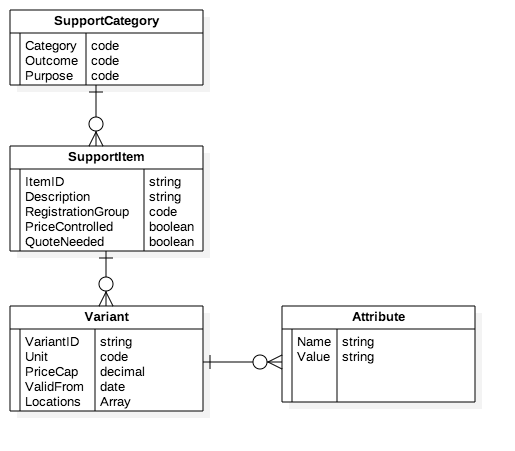 SupportCategory
Category code
Outcome code
Purpose code
SupportItem
ItemID string
Description string
RegistrationGroup code
PriceControlled boolean
QuoteNeeded boolean
Variant
VariantID string
Unit code
PriceCap decimal
ValidFrom date
Locations Array
Attribute
Name string
Value string